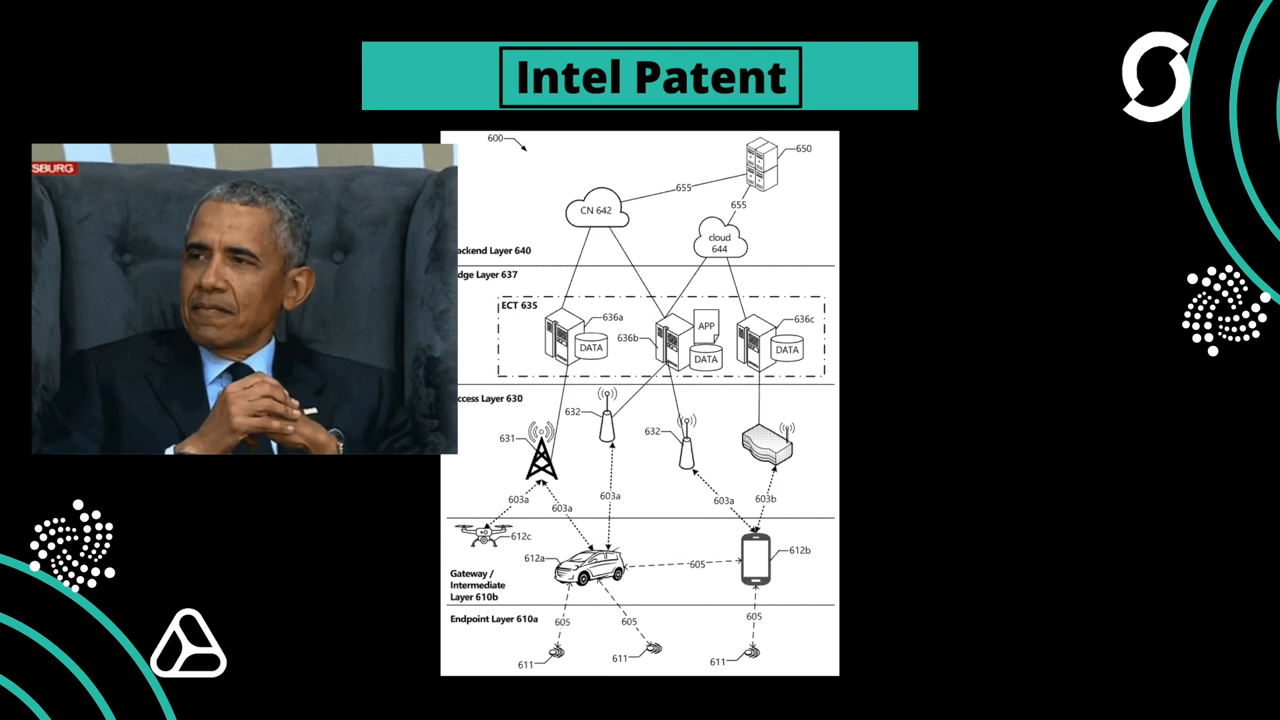 Intel Patent
SBURG
600
650
655
CN 642
655
cloud
644
ackend Layer 640
dge Layer 637
ECT 635
636a
APP
636c
636b
DATA
DATA
DATA
ccess Layer 630
632
632
631
603a
603a
603a
603a
603b
612c
612a
612b
605
Gateway /
Intermediate
Layer 610b
Endpoint Layer 610a
605
605
605
611
611
611